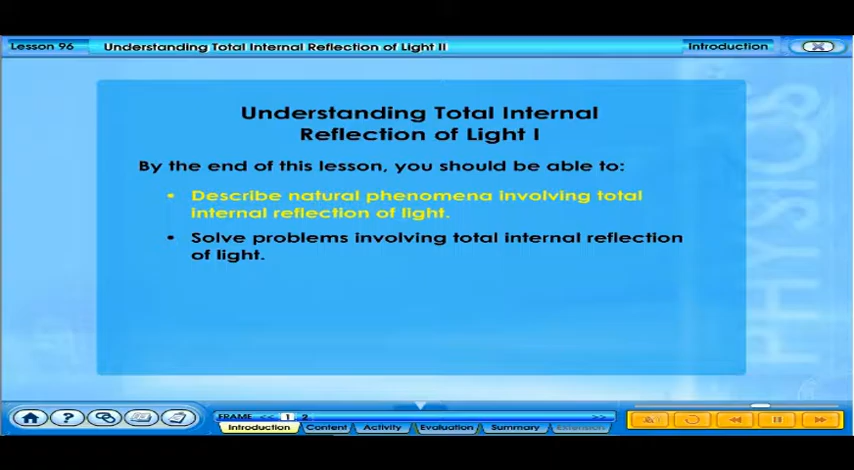 Lesson 96 Understanding Total Internal Reflection of Light II Introduction
Understanding Total Internal
Reflection of Light I
By the end of this lesson, you should be able to:
• Describe natural phenomena involving total
internal reflection of light.
• Solve problems involving total internal reflection
of light.
PHYSICS
FRAME << 1 2 >>
Introduction Content Activity Evaluation Summary Extension